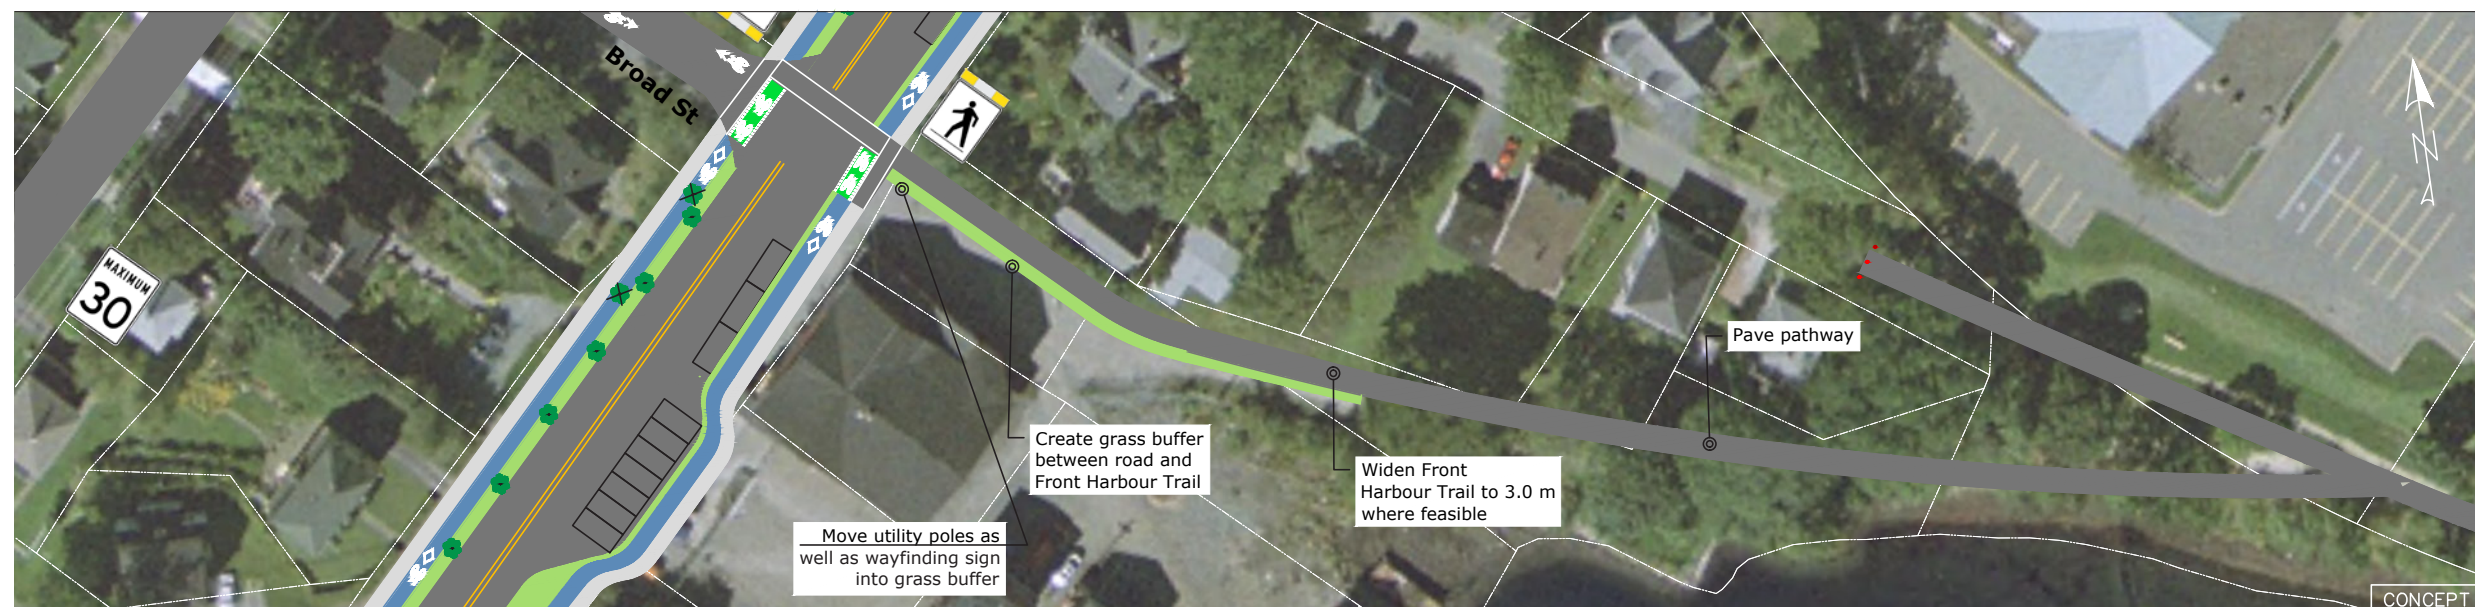 Broad St
MAXIMUM
30
Pave pathway
Create grass buffer
between road and
Front Harbour Trail
Widen Front
Harbour Trail to 3.0 m
where feasible
Move utility poles as
well as wayfinding sign
into grass buffer
N
CONCEPT